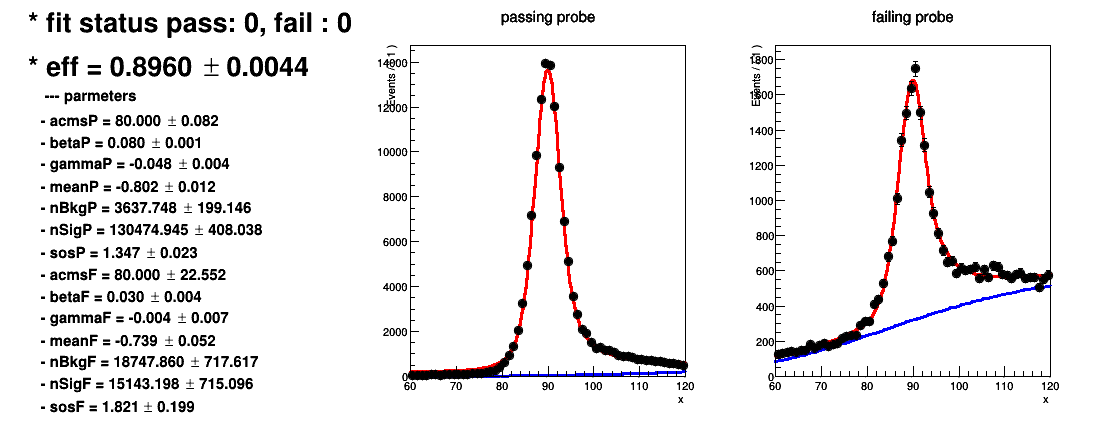 * fit status pass: 0, fail : 0
* eff = 0.8960 ± 0.0044
--- parmeters
- acmsP = 80.000 ± 0.082
- betaP = 0.080 ± 0.001
- gammaP = -0.048 ± 0.004
- meanP = -0.802 ± 0.012
- nBkgP = 3637.748 ± 199.146
- nSigP = 130474.945 ± 408.038
- sosP = 1.347 ± 0.023
- acmsF = 80.000 ± 22.552
- betaF = 0.030 ± 0.004
- gammaF = -0.004 ± 0.007
- meanF = -0.739 ± 0.052
- nBkgF = 18747.860 ± 717.617
- nSigF = 15143.198 ± 715.096
- sosF = 1.821 ± 0.199
passing probe
Events / ( 1 )
14000
12000
10000
8000
6000
4000
2000
0
60 70 80 90 100 110 120
x
failing probe
Events / ( 1 )
1800
1600
1400
1200
1000
800
600
400
200
0
60 70 80 90 100 110 120
x